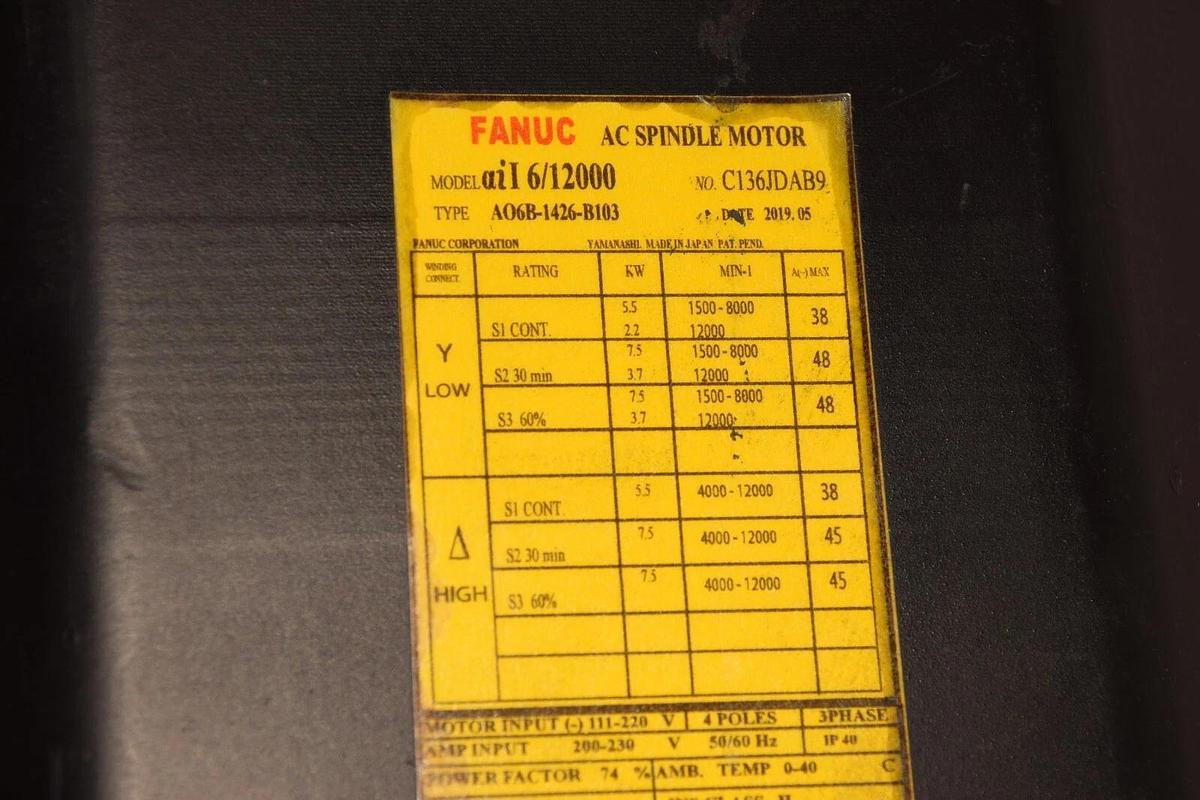 FANUC AC SPINDLE MOTOR
MODEL αiI 6/12000 NO. C136JDAB9
TYPE AO6B-1426-B103 DATE 2019.05
FANUC CORPORATION YAMANASHI. MADE IN JAPAN PAT. PEND.
WINDING CONNECT. RATING KW MIN-1 A(~) MAX
Y LOW
S1 CONT. 5.5 1500-8000 38
2.2 12000
S2 30 min 7.5 1500-8000 48
3.7 12000
S3 60% 7.5 1500-8000 48
3.7 12000
Δ HIGH
S1 CONT. 5.5 4000-12000 38
S2 30 min 7.5 4000-12000 45
S3 60% 7.5 4000-12000 45
MOTOR INPUT (-) 111-220 V 4 POLES 3PHASE
AMP INPUT 200-230 V 50/60 Hz IP 40
POWER FACTOR 74 % AMB. TEMP 0-40 C